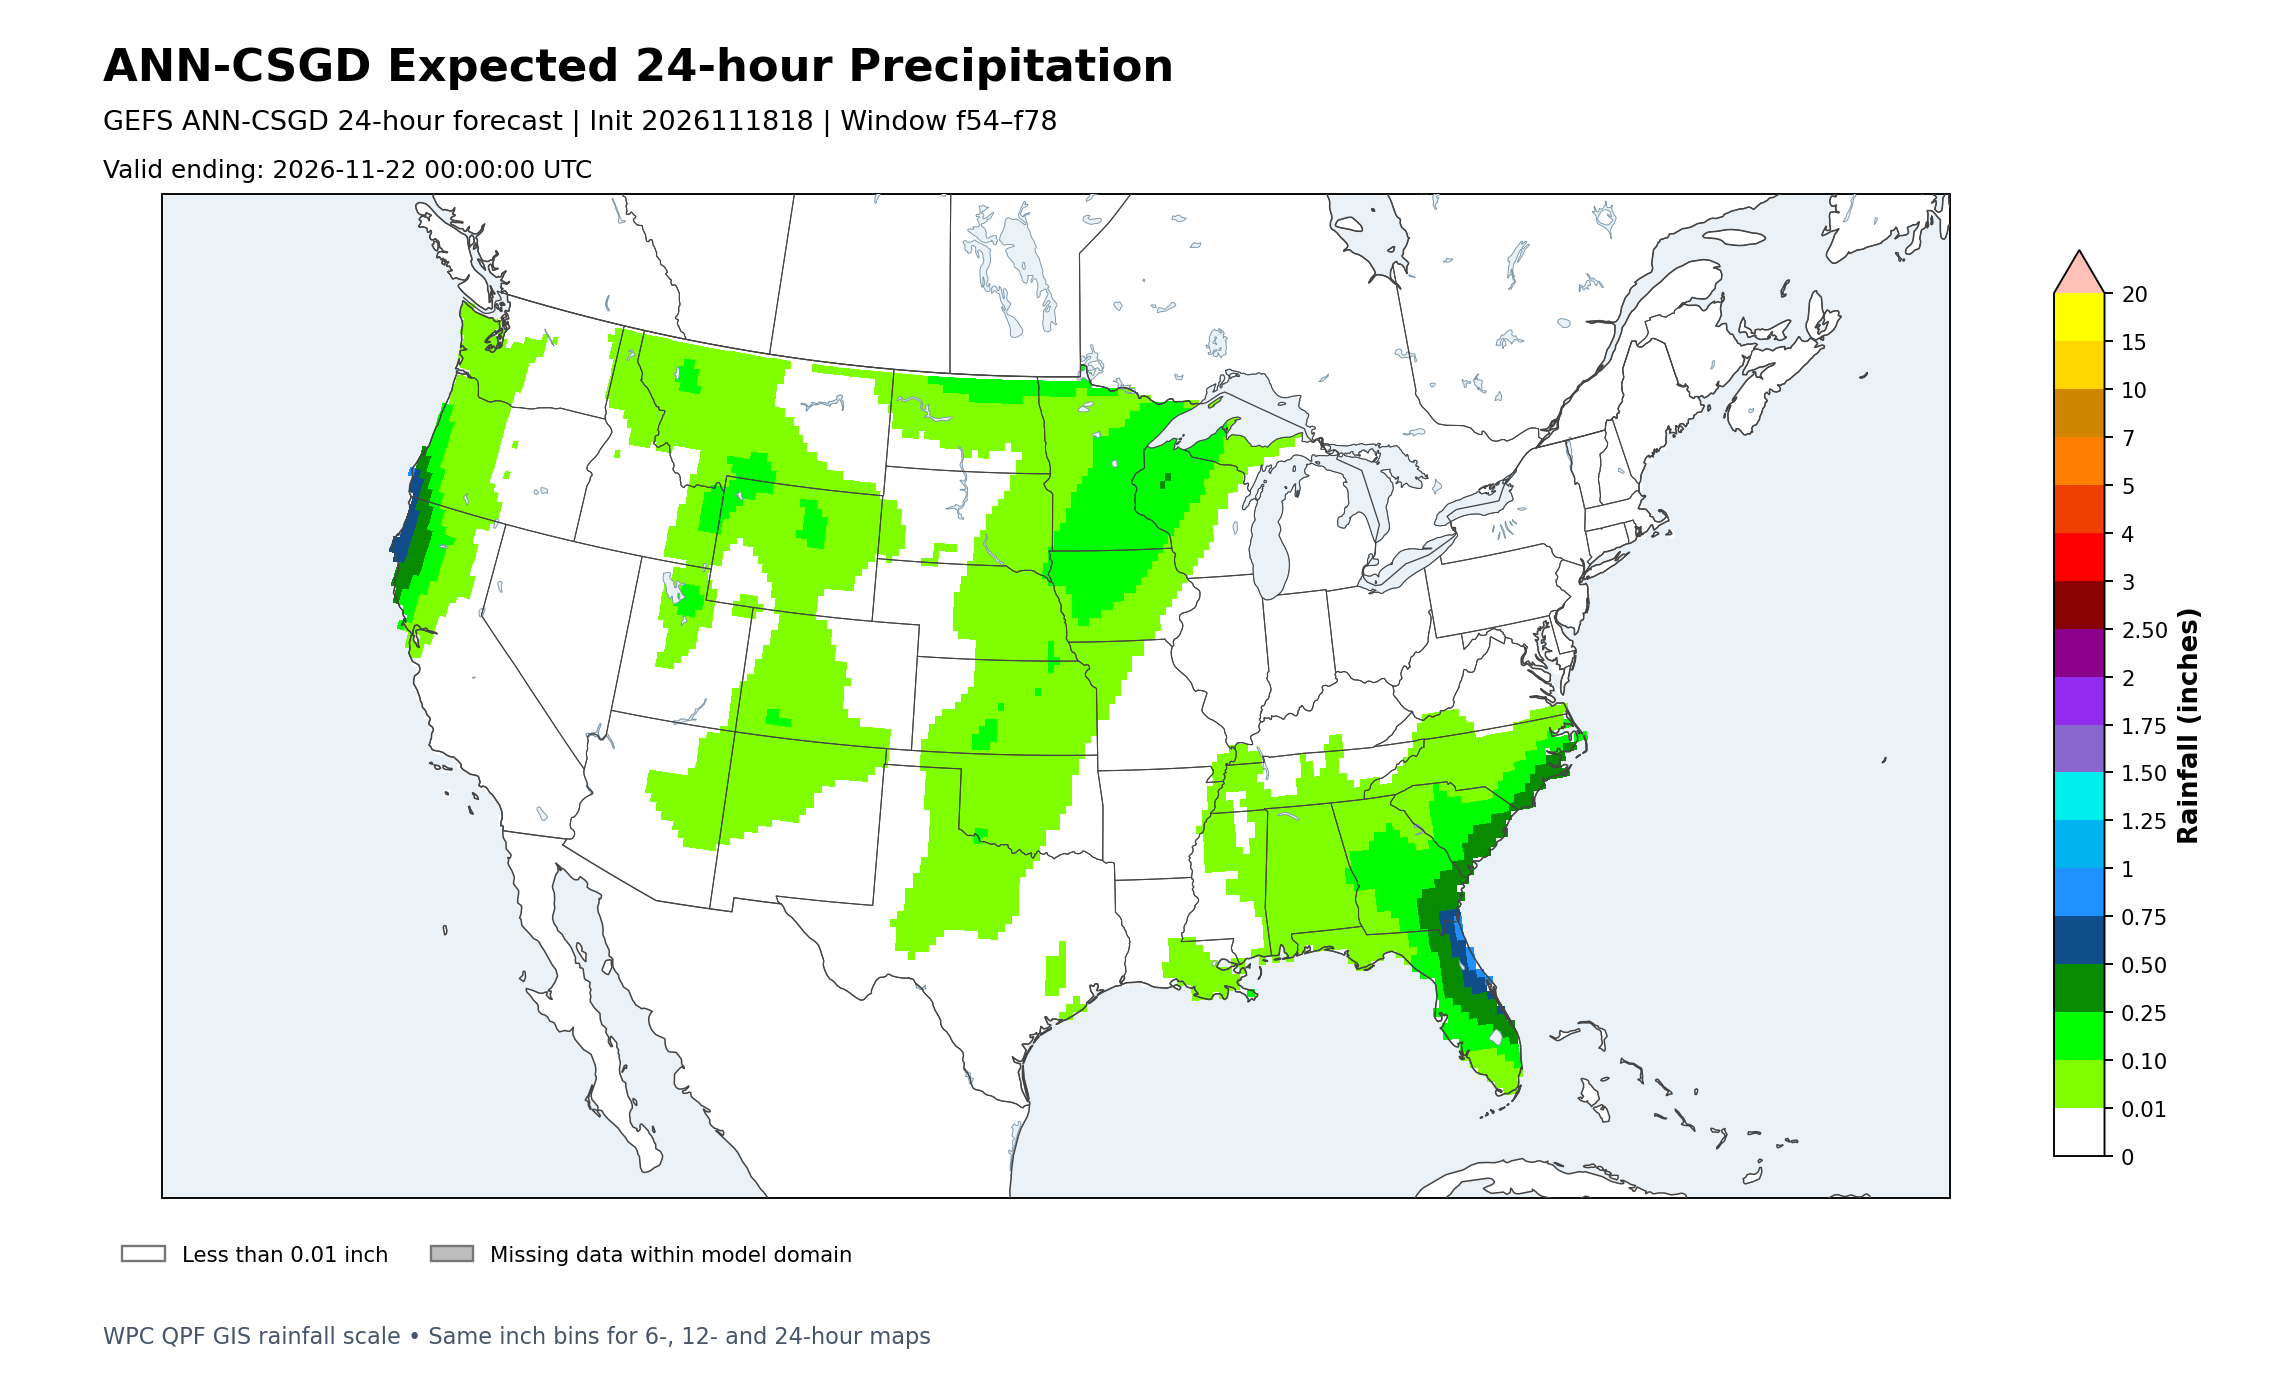 ANN-CSGD Expected 24-hour Precipitation
GEFS ANN-CSGD 24-hour forecast | Init 2026111818 | Window f54–f78
Valid ending: 2026-11-22 00:00:00 UTC
20
15
10
7
5
4
3
2.50
2
1.75
1.50
1.25
1
0.75
0.50
0.25
0.10
0.01
0
Rainfall (inches)
Less than 0.01 inch
Missing data within model domain
WPC QPF GIS rainfall scale • Same inch bins for 6-, 12- and 24-hour maps